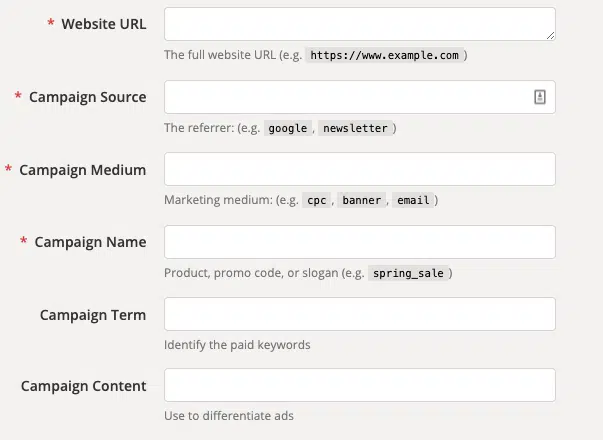 * Website URL
The full website URL (e.g. https://www.example.com )
* Campaign Source
The referrer: (e.g. google , newsletter )
* Campaign Medium
Marketing medium: (e.g. cpc , banner , email )
* Campaign Name
Product, promo code, or slogan (e.g. spring_sale )
Campaign Term
Identify the paid keywords
Campaign Content
Use to differentiate ads